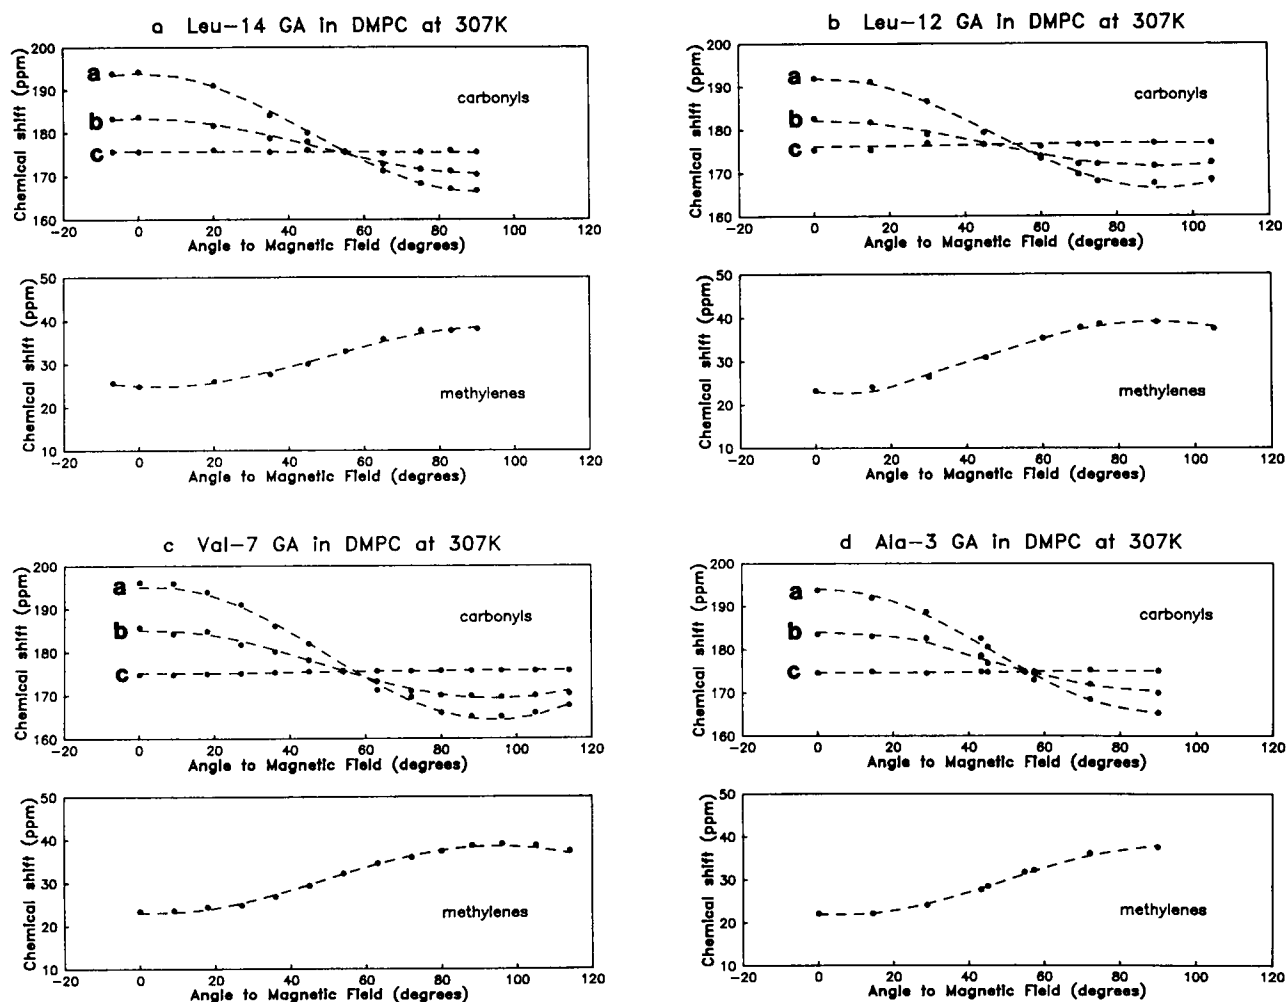 a Leu-14 GA in DMPC at 307K
Chemical shift (ppm)
200
190
180
170
160
a
b
c
carbonyls
-20 0 20 40 60 80 100 120
Angle to Magnetic Field (degrees)
Chemical shift (ppm)
50
40
30
20
10
methylenes
-20 0 20 40 60 80 100 120
Angle to Magnetic Field (degrees)
b Leu-12 GA in DMPC at 307K
Chemical shift (ppm)
200
190
180
170
160
a
b
c
carbonyls
-20 0 20 40 60 80 100 120
Angle to Magnetic Field (degrees)
Chemical shift (ppm)
50
40
30
20
10
methylenes
-20 0 20 40 60 80 100 120
Angle to Magnetic Field (degrees)
c Val-7 GA in DMPC at 307K
Chemical shift (ppm)
200
190
180
170
160
a
b
c
carbonyls
-20 0 20 40 60 80 100 120
Angle to Magnetic Field (degrees)
Chemical shift (ppm)
50
40
30
20
10
methylenes
-20 0 20 40 60 80 100 120
Angle to Magnetic Field (degrees)
d Ala-3 GA in DMPC at 307K
Chemical shift (ppm)
200
190
180
170
160
a
b
c
carbonyls
-20 0 20 40 60 80 100 120
Angle to Magnetic Field (degrees)
Chemical shift (ppm)
50
40
30
20
10
methylenes
-20 0 20 40 60 80 100 120
Angle to Magnetic Field (degrees)